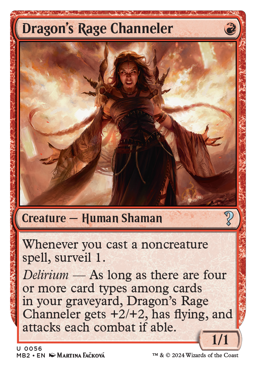 Dragon's Rage Channeler
Creature — Human Shaman
Whenever you cast a noncreature
spell, surveil 1.
Delirium — As long as there are four
or more card types among cards
in your graveyard, Dragon's Rage
Channeler gets +2/+2, has flying, and
attacks each combat if able.
1/1
U 0056
MB2 • EN Martina Fačková
™ & © 2024 Wizards of the Coast